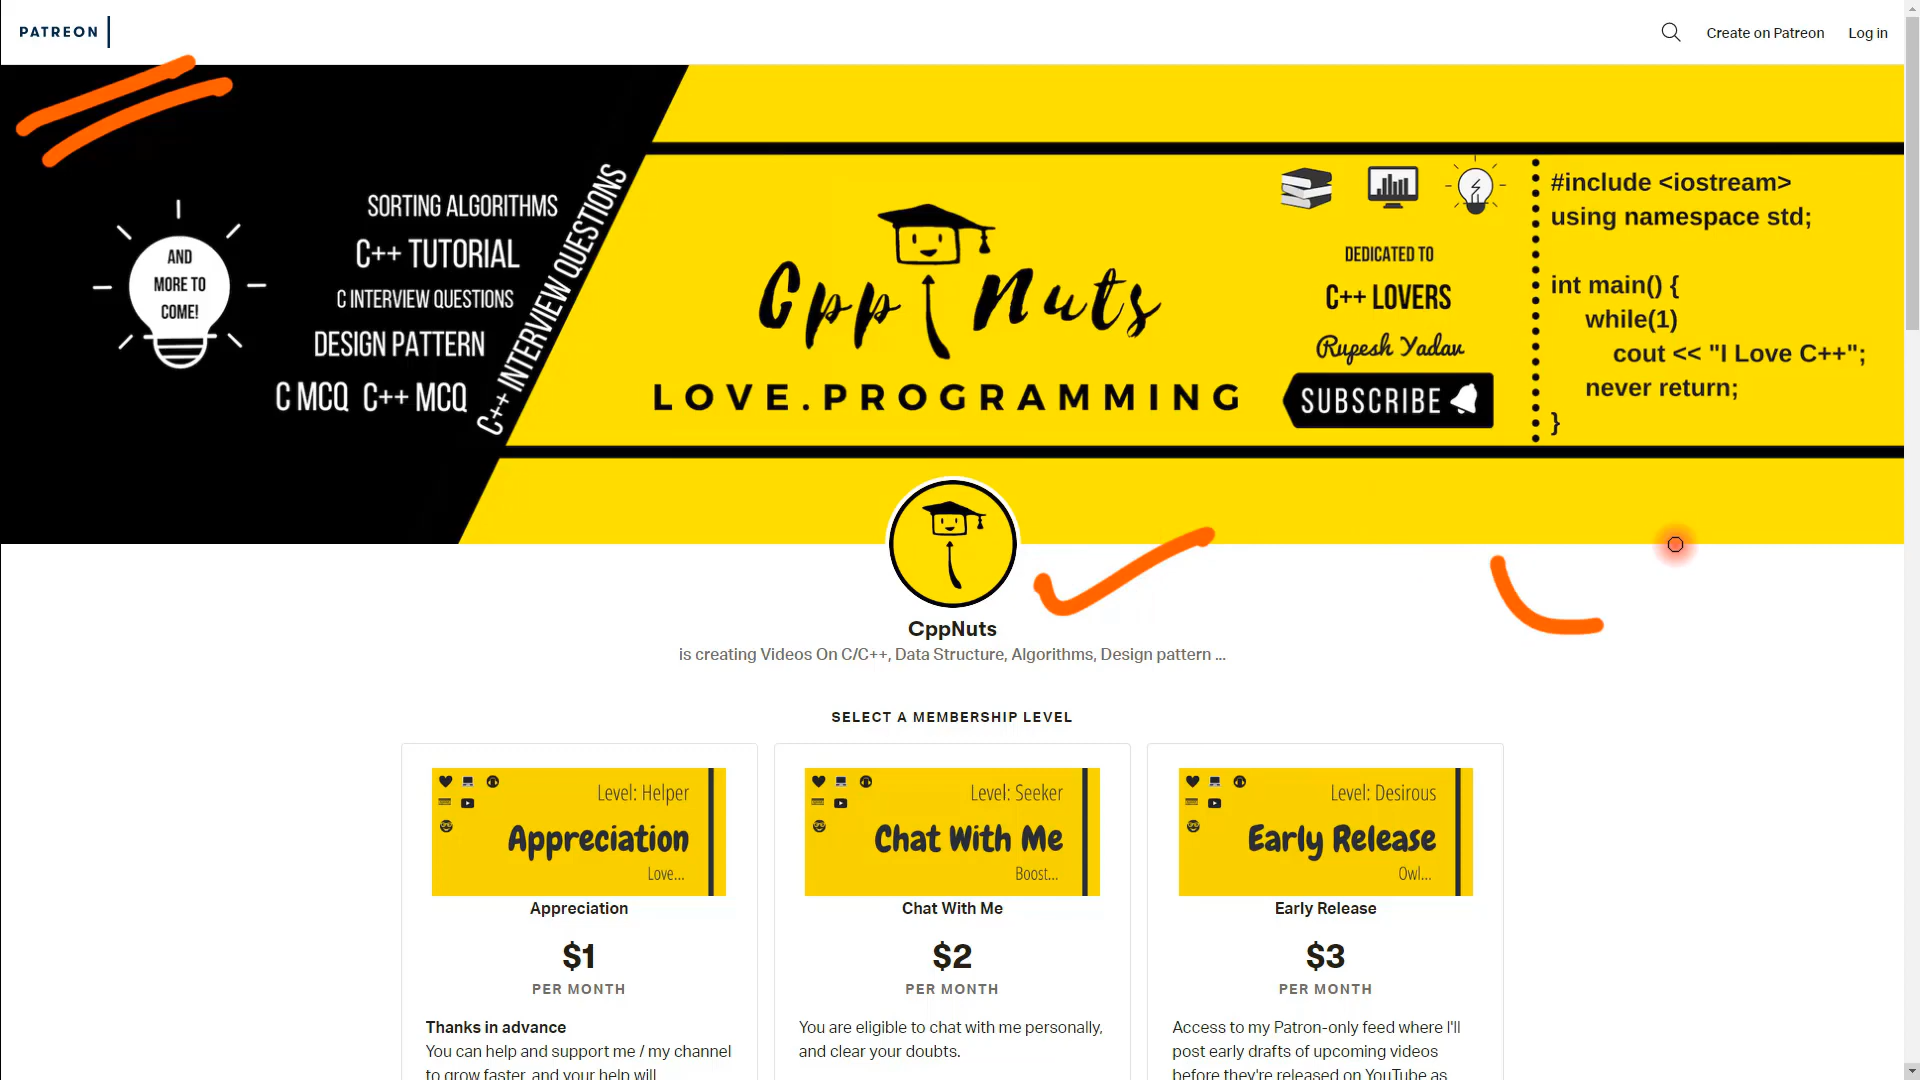 PATREON
Create on Patreon
Log in
AND
MORE TO
COME!
SORTING ALGORITHMS
C++ TUTORIAL
C INTERVIEW QUESTIONS
DESIGN PATTERN
C MCQ C++ MCQ
C++ INTERVIEW QUESTIONS
Cpp Nuts
LOVE.PROGRAMMING
DEDICATED TO
C++ LOVERS
Rupesh Yadav
SUBSCRIBE
#include <iostream>
using namespace std;
int main() {
while(1)
cout << "I Love C++";
never return;
}
CppNuts
is creating Videos On C/C++, Data Structure, Algorithms, Design pattern ...
SELECT A MEMBERSHIP LEVEL
Level: Helper
Appreciation
Love...
Appreciation
$1
PER MONTH
Thanks in advance
You can help and support me / my channel
to grow faster, and your help will
Level: Seeker
Chat With Me
Boost...
Chat With Me
$2
PER MONTH
You are eligible to chat with me personally,
and clear your doubts.
Level: Desirous
Early Release
Owl...
Early Release
$3
PER MONTH
Access to my Patron-only feed where I'll
post early drafts of upcoming videos
before they're released on YouTube as